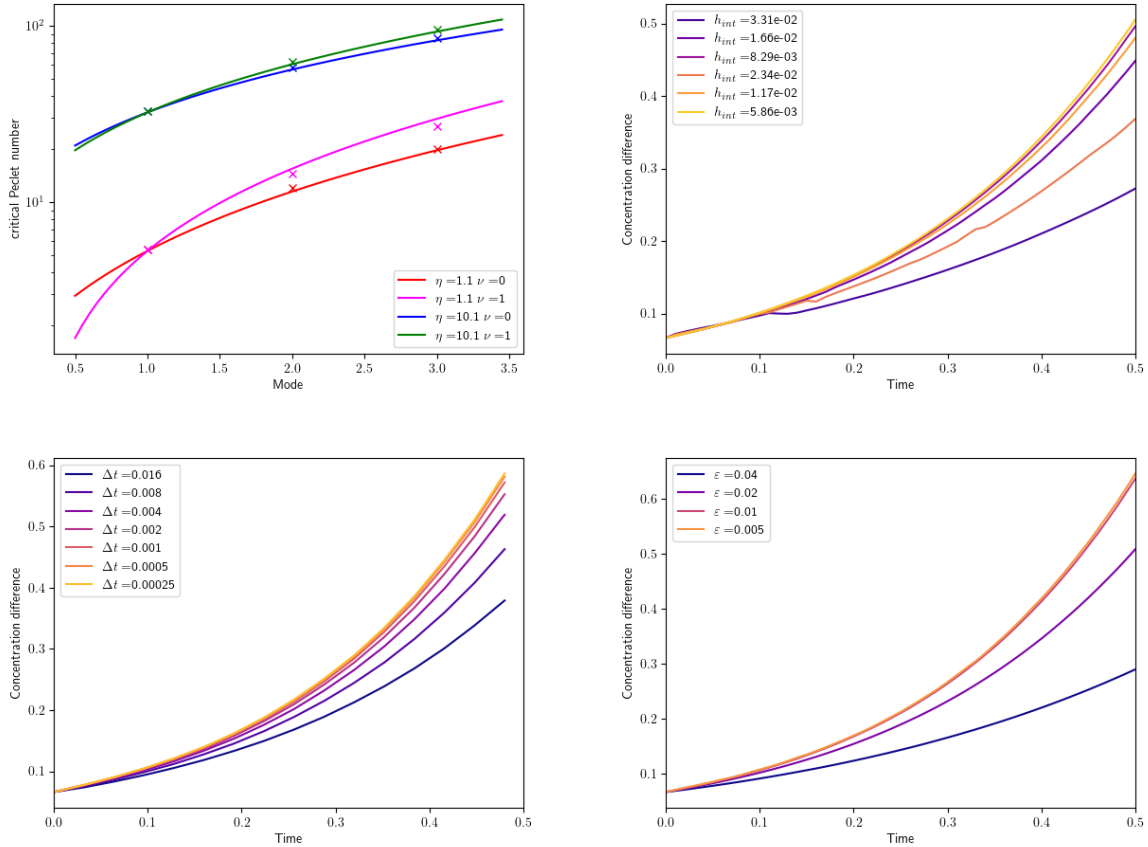 10²
10¹
critical Peclet number
η =1.1 ν =0
η =1.1 ν =1
η =10.1 ν =0
η =10.1 ν =1
0.5 1.0 1.5 2.0 2.5 3.0 3.5
Mode
0.5
0.4
0.3
0.2
0.1
Concentration difference
h_int =3.31e-02
h_int =1.66e-02
h_int =8.29e-03
h_int =2.34e-02
h_int =1.17e-02
h_int =5.86e-03
0.0 0.1 0.2 0.3 0.4 0.5
Time
0.6
0.5
0.4
0.3
0.2
0.1
Concentration difference
Δt =0.016
Δt =0.008
Δt =0.004
Δt =0.002
Δt =0.001
Δt =0.0005
Δt =0.00025
0.0 0.1 0.2 0.3 0.4 0.5
Time
0.6
0.5
0.4
0.3
0.2
0.1
Concentration difference
ε =0.04
ε =0.02
ε =0.01
ε =0.005
0.0 0.1 0.2 0.3 0.4 0.5
Time